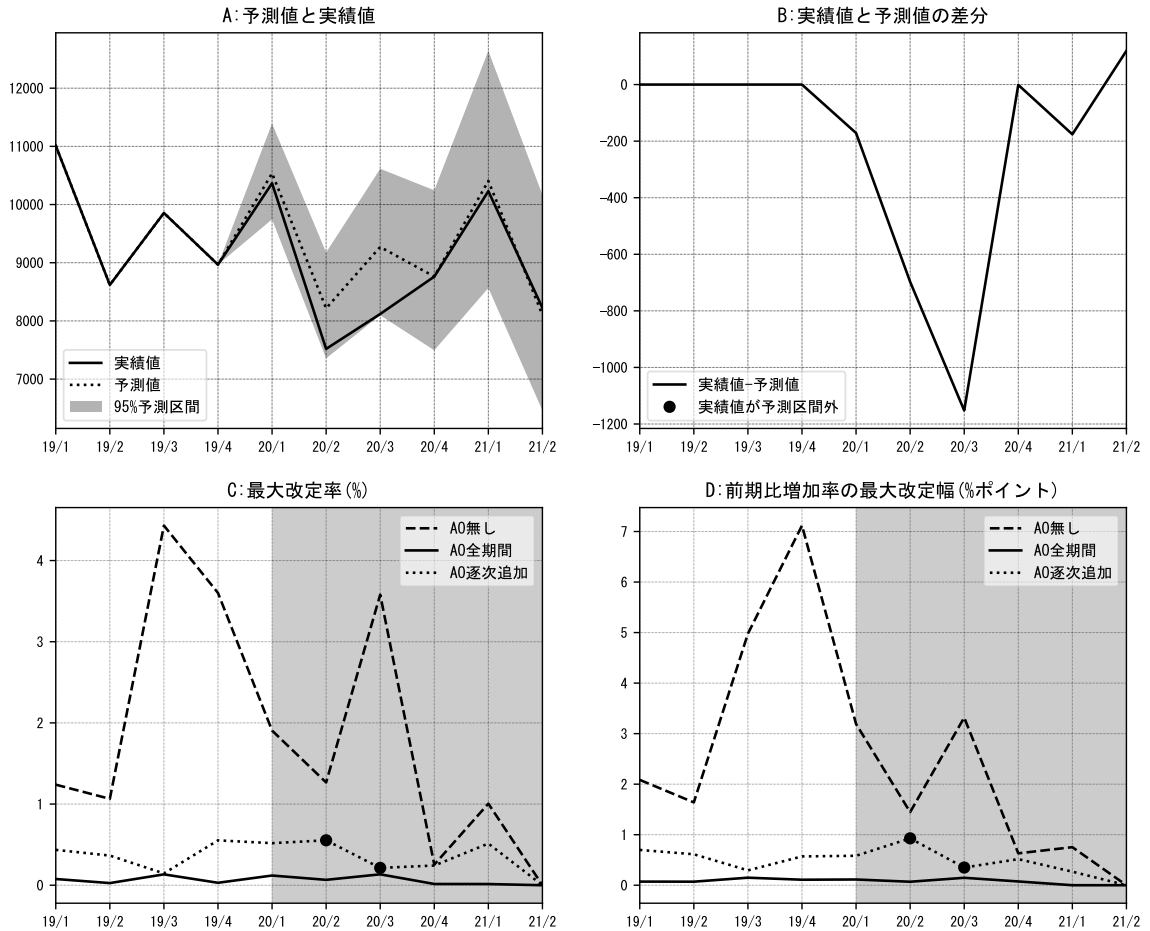 A:予測値と実績値
12000
11000
10000
9000
8000
7000
実績値
予測値
95%予測区間
19/1 19/2 19/3 19/4 20/1 20/2 20/3 20/4 21/1 21/2
B:実績値と予測値の差分
0
−200
−400
−600
−800
−1000
−1200
実績値−予測値
実績値が予測区間外
19/1 19/2 19/3 19/4 20/1 20/2 20/3 20/4 21/1 21/2
C:最大改定率(%)
4
3
2
1
0
AO無し
AO全期間
AO逐次追加
19/1 19/2 19/3 19/4 20/1 20/2 20/3 20/4 21/1 21/2
D:前期比増加率の最大改定幅(%ポイント)
7
6
5
4
3
2
1
0
AO無し
AO全期間
AO逐次追加
19/1 19/2 19/3 19/4 20/1 20/2 20/3 20/4 21/1 21/2